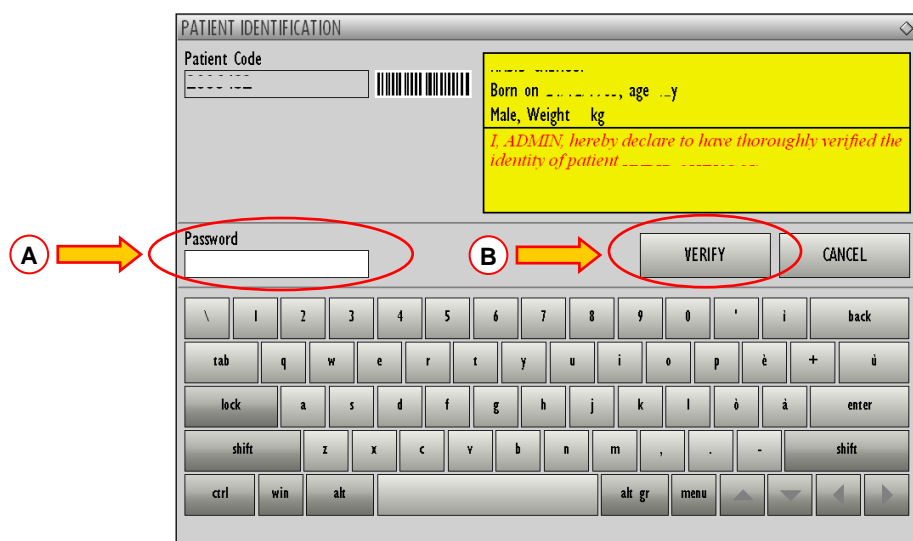 PATIENT IDENTIFICATION
Patient Code
Born on , age y
Male, Weight kg
I, ADMIN, hereby declare to have thoroughly verified the
identity of patient
A
Password
B
VERIFY
CANCEL
\ 1 2 3 4 5 6 7 8 9 0 ' ì back
tab q w e r t y u i o p è + ù
lock a s d f g h j k l ò à enter
shift z x c v b n m , . - shift
ctrl win alt alt gr menu